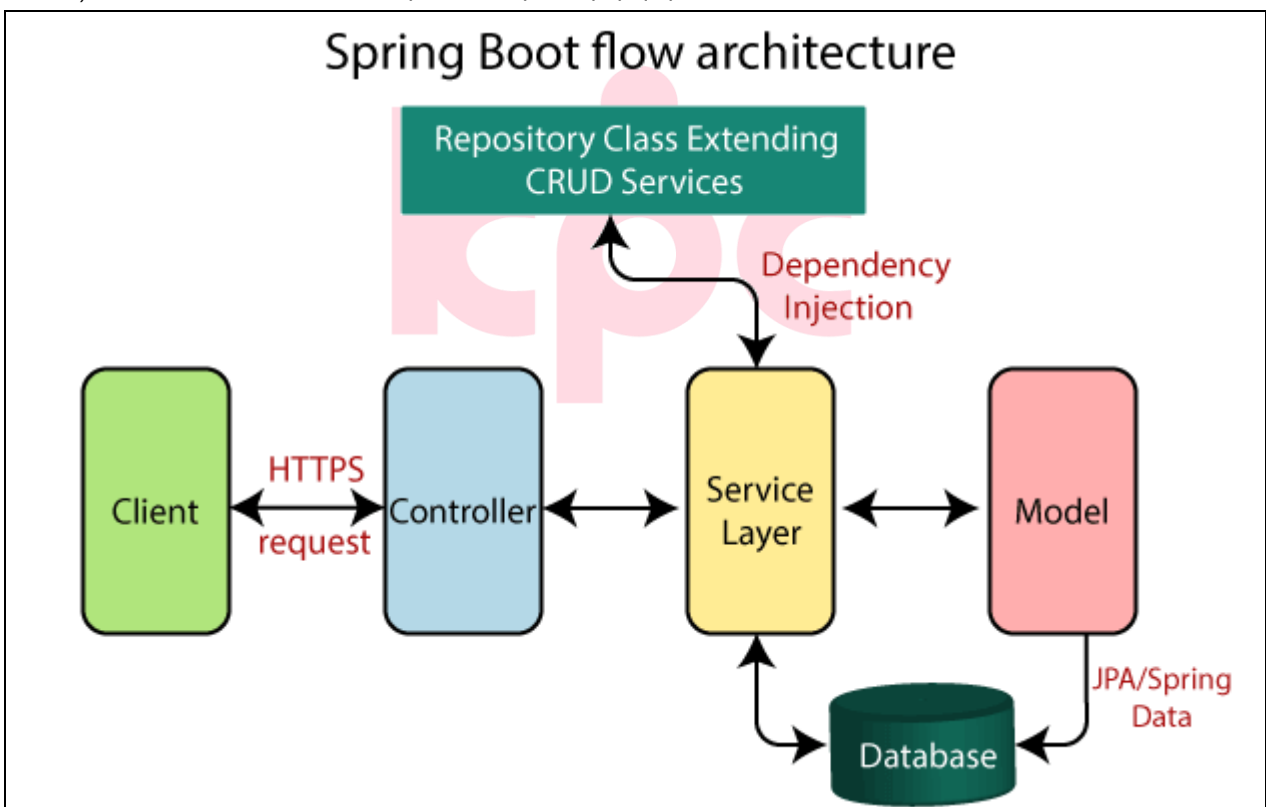 Spring Boot flow architecture
Repository Class Extending
CRUD Services
Dependency
Injection
HTTPS
request
Client
Controller
Service
Layer
Model
JPA/Spring
Data
Database
kpc